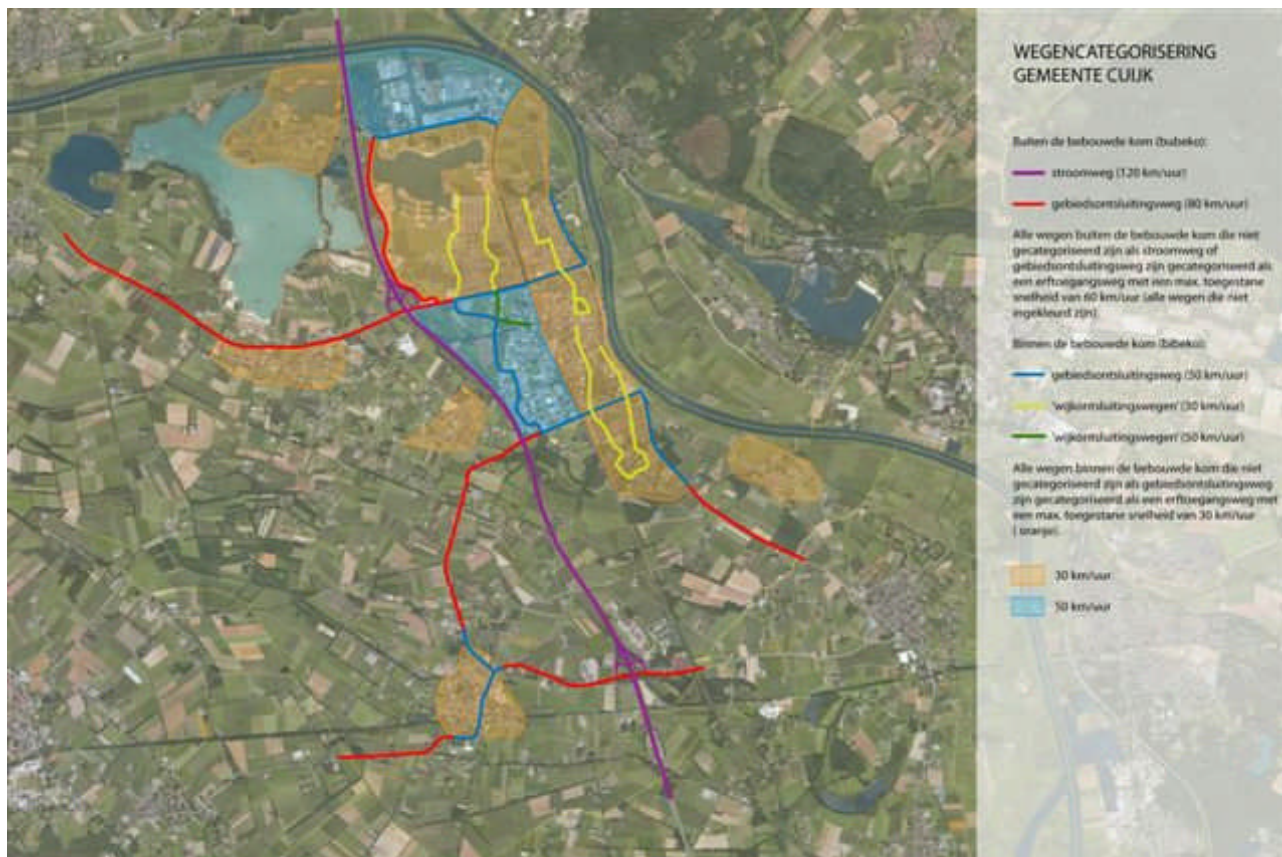 WEGENCATEGORISERING
GEMEENTE CUIJK
Buiten de bebouwde kom (bubeko):
stroomweg (120 km/uur)
gebiedsontsluitingsweg (80 km/uur)
Alle wegen buiten de bebouwde kom die niet
gecategoriseerd zijn als stroomweg of
gebiedsontsluitingsweg zijn gecategoriseerd als
een erftoegangsweg met een max. toegestane
snelheid van 60 km/uur (alle wegen die niet
ingekleurd zijn).
Binnen de bebouwde kom (bibeko):
gebiedsontsluitingsweg (50 km/uur)
'wijkontsluitingswegen' (30 km/uur)
'wijkontsluitingswegen' (50 km/uur)
Alle wegen binnen de bebouwde kom die niet
gecategoriseerd zijn als gebiedsontsluitingsweg
zijn gecategoriseerd als een erftoegangsweg met
een max. toegestane snelheid van 30 km/uur
( oranje).
30 km/uur
50 km/uur